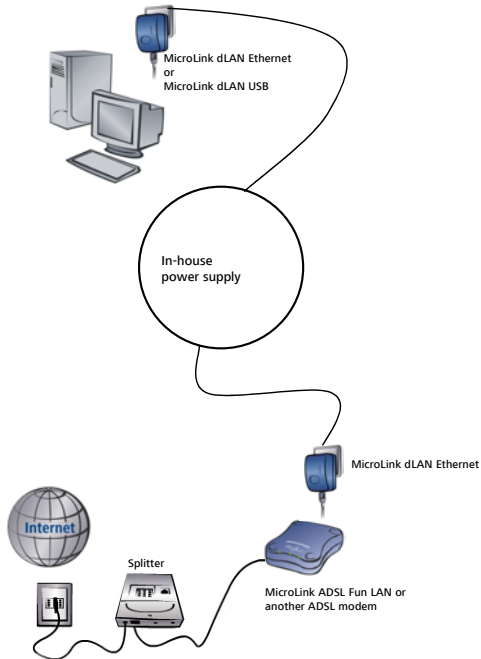 MicroLink dLAN Ethernet
or
MicroLink dLAN USB
In-house
power supply
MicroLink dLAN Ethernet
Internet
Splitter
MicroLink ADSL Fun LAN or
another ADSL modem